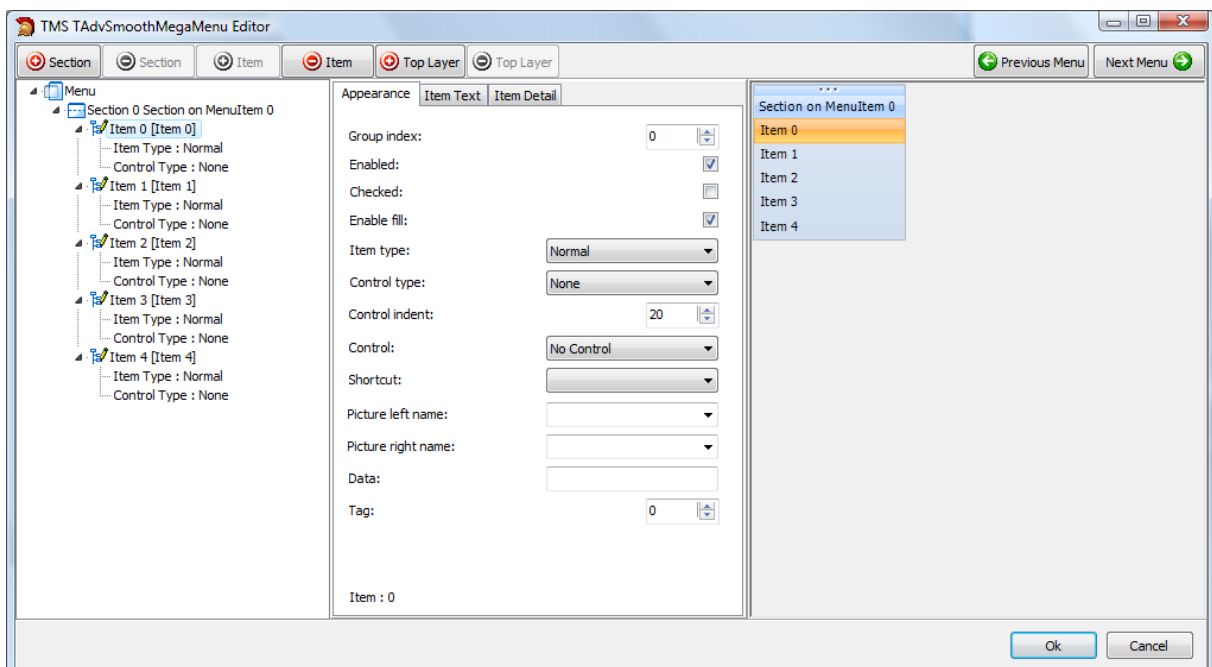 TMS TAdvSmoothMegaMenu Editor
Section Section Item Item Top Layer Top Layer Previous Menu Next Menu
Menu
Section 0 Section on MenuItem 0
Item 0 [Item 0]
Item Type : Normal
Control Type : None
Item 1 [Item 1]
Item Type : Normal
Control Type : None
Item 2 [Item 2]
Item Type : Normal
Control Type : None
Item 3 [Item 3]
Item Type : Normal
Control Type : None
Item 4 [Item 4]
Item Type : Normal
Control Type : None
Appearance Item Text Item Detail
Group index: 0
Enabled:
Checked:
Enable fill:
Item type: Normal
Control type: None
Control indent: 20
Control: No Control
Shortcut:
Picture left name:
Picture right name:
Data:
Tag: 0
Item : 0
Section on MenuItem 0
Item 0
Item 1
Item 2
Item 3
Item 4
Ok Cancel